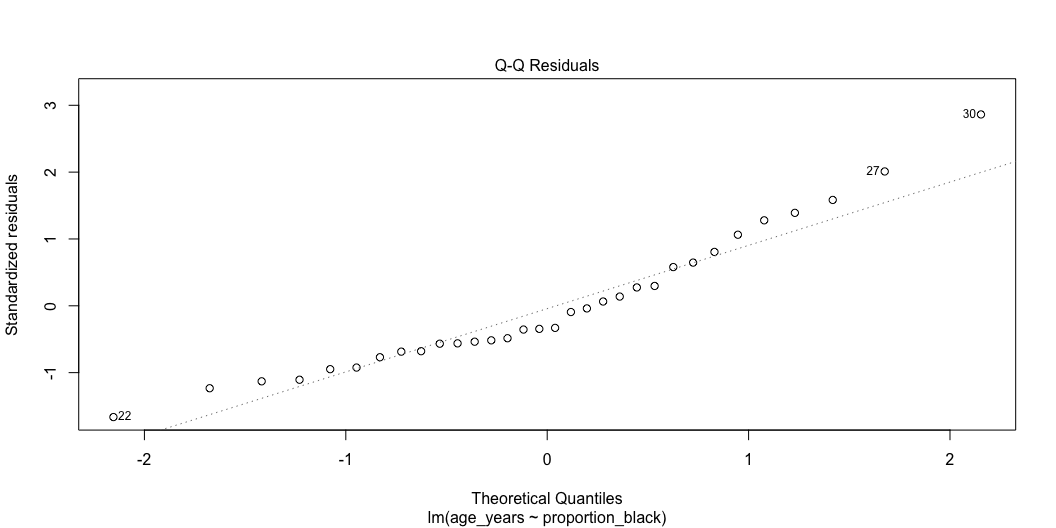 Q-Q Residuals
3
2
1
0
-1
Standardized residuals
30
27
22
-2 -1 0 1 2
Theoretical Quantiles
lm(age_years ~ proportion_black)